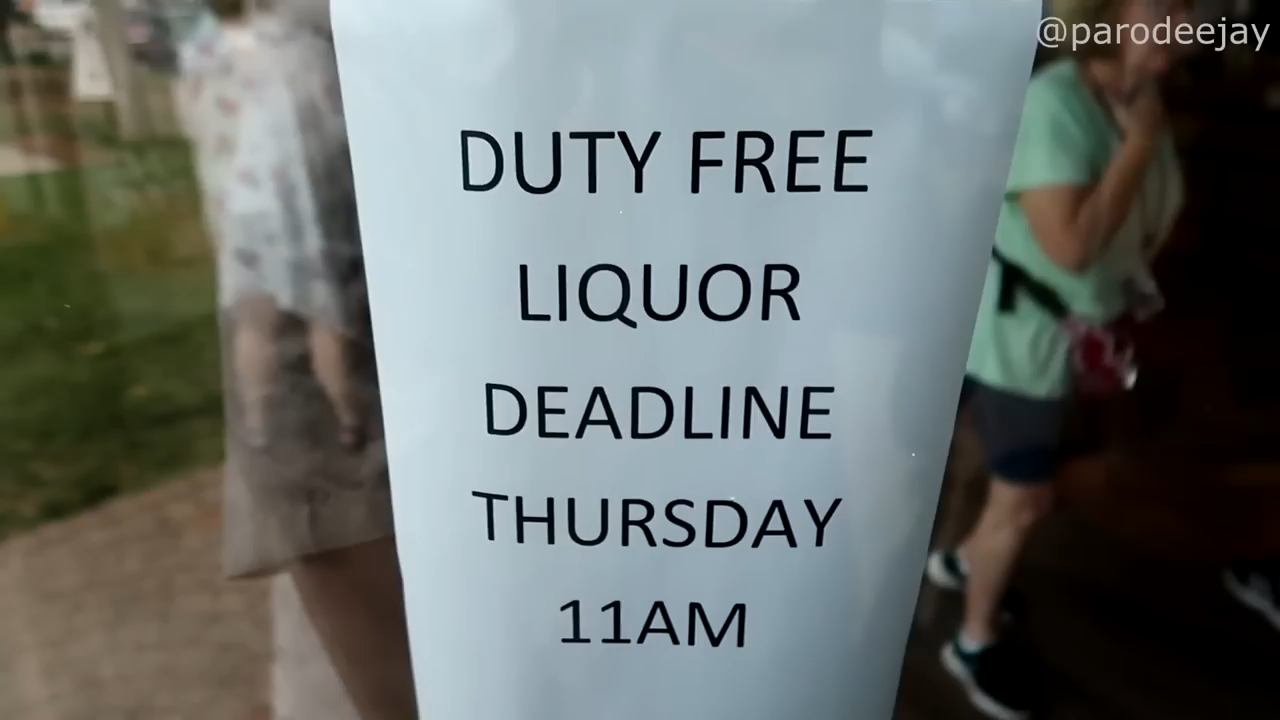 @parodeejay
DUTY FREE
LIQUOR
DEADLINE
THURSDAY
11AM